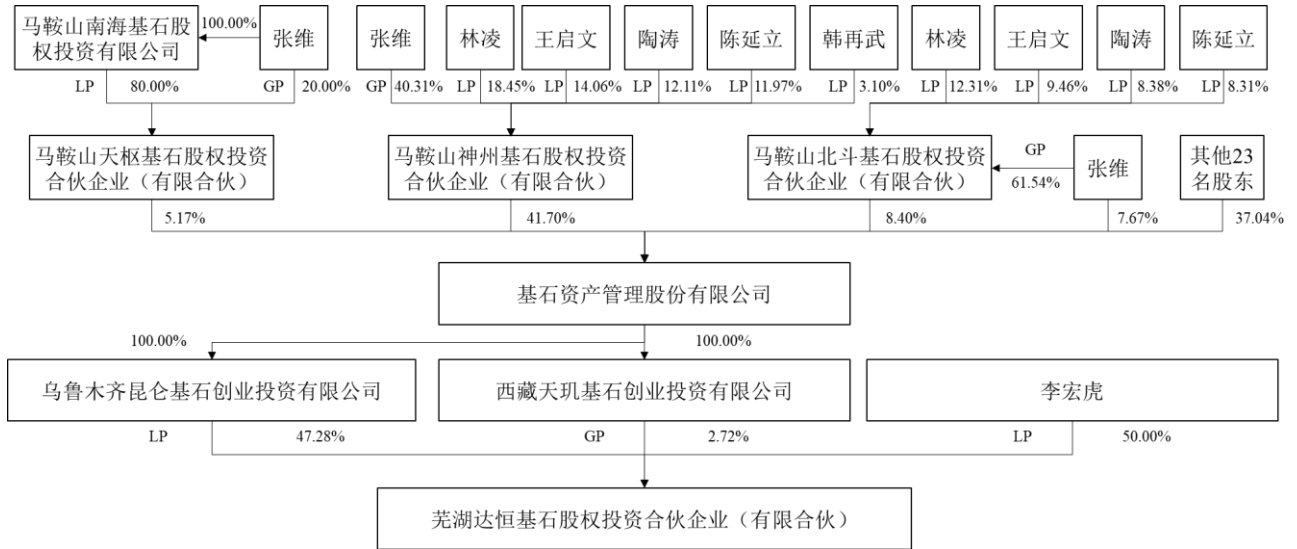 马鞍山南海基石股
权投资有限公司
100.00%
张维
张维
林凌
王启文
陶涛
陈延立
韩再武
林凌
王启文
陶涛
陈延立
LP
80.00%
GP
20.00%
GP
40.31%
LP
18.45%
LP
14.06%
LP
12.11%
LP
11.97%
LP
3.10%
LP
12.31%
LP
9.46%
LP
8.38%
LP
8.31%
马鞍山天枢基石股权投资
合伙企业（有限合伙）
马鞍山神州基石股权投资
合伙企业（有限合伙）
马鞍山北斗基石股权投资
合伙企业（有限合伙）
GP
61.54%
张维
其他23
名股东
5.17%
41.70%
8.40%
7.67%
37.04%
基石资产管理股份有限公司
100.00%
100.00%
乌鲁木齐昆仑基石创业投资有限公司
西藏天玑基石创业投资有限公司
李宏虎
LP
47.28%
GP
2.72%
LP
50.00%
芜湖达恒基石股权投资合伙企业（有限合伙）